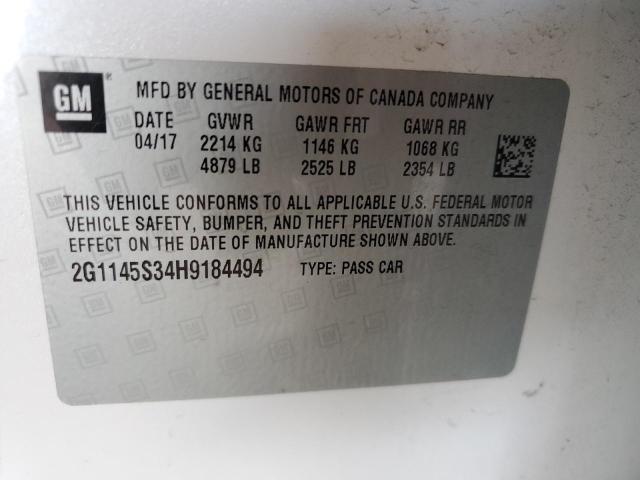 GM
MFD BY GENERAL MOTORS OF CANADA COMPANY
DATE GVWR GAWR FRT GAWR RR
04/17 2214 KG 1146 KG 1068 KG
4879 LB 2525 LB 2354 LB
THIS VEHICLE CONFORMS TO ALL APPLICABLE U.S. FEDERAL MOTOR
VEHICLE SAFETY, BUMPER, AND THEFT PREVENTION STANDARDS IN
EFFECT ON THE DATE OF MANUFACTURE SHOWN ABOVE.
2G1145S34H9184494 TYPE: PASS CAR